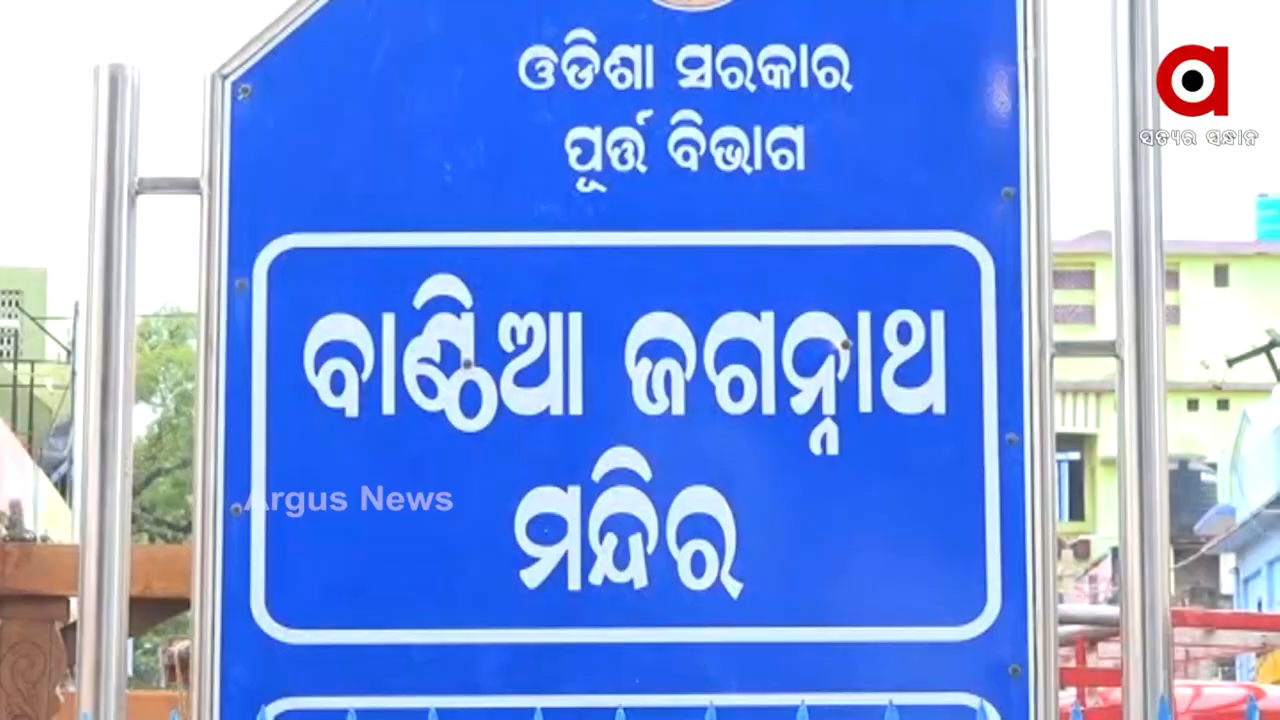 ଓଡିଶା ସରକାର
ପୂର୍ତ୍ତ ବିଭାଗ
ବାଣ୍ଠିଆ ଜଗନ୍ନାଥ
ମନ୍ଦିର
Argus News
ସତ୍ୟର ସନ୍ଧାନ